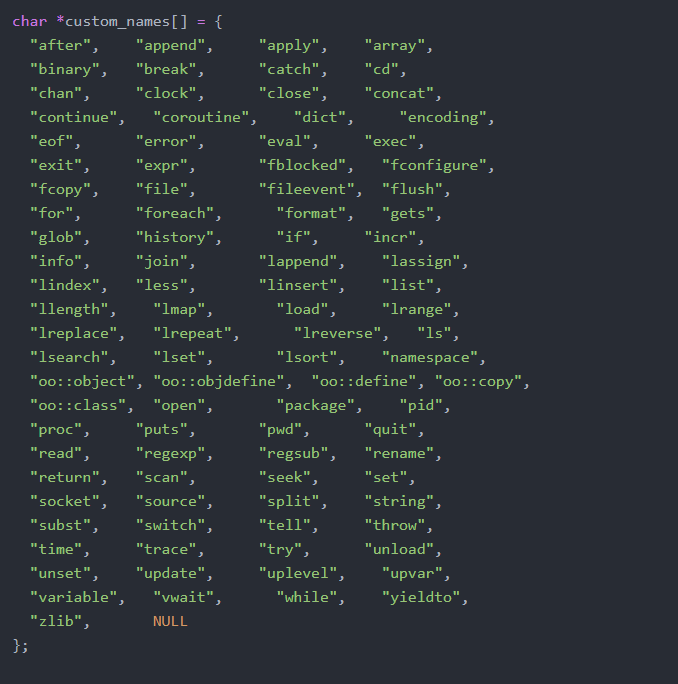 char *custom_names[] = {
  "after",    "append",     "apply",    "array",
  "binary",   "break",       "catch",    "cd",
  "chan",     "clock",      "close",    "concat",
  "continue",   "coroutine",    "dict",     "encoding",
  "eof",      "error",      "eval",     "exec",
  "exit",     "expr",       "fblocked",   "fconfigure",
  "fcopy",    "file",       "fileevent",  "flush",
  "for",      "foreach",      "format",   "gets",
  "glob",     "history",      "if",     "incr",
  "info",     "join",       "lappend",    "lassign",
  "lindex",   "less",       "linsert",    "list",
  "llength",    "lmap",       "load",     "lrange",
  "lreplace",   "lrepeat",      "lreverse",   "ls",
  "lsearch",    "lset",       "lsort",    "namespace",
  "oo::object", "oo::objdefine",  "oo::define", "oo::copy",
  "oo::class",  "open",       "package",    "pid",
  "proc",     "puts",       "pwd",      "quit",
  "read",     "regexp",     "regsub",   "rename",
  "return",   "scan",       "seek",     "set",
  "socket",   "source",     "split",    "string",
  "subst",    "switch",     "tell",     "throw",
  "time",     "trace",      "try",      "unload",
  "unset",    "update",     "uplevel",    "upvar",
  "variable",   "vwait",      "while",    "yieldto",
  "zlib",       NULL
};